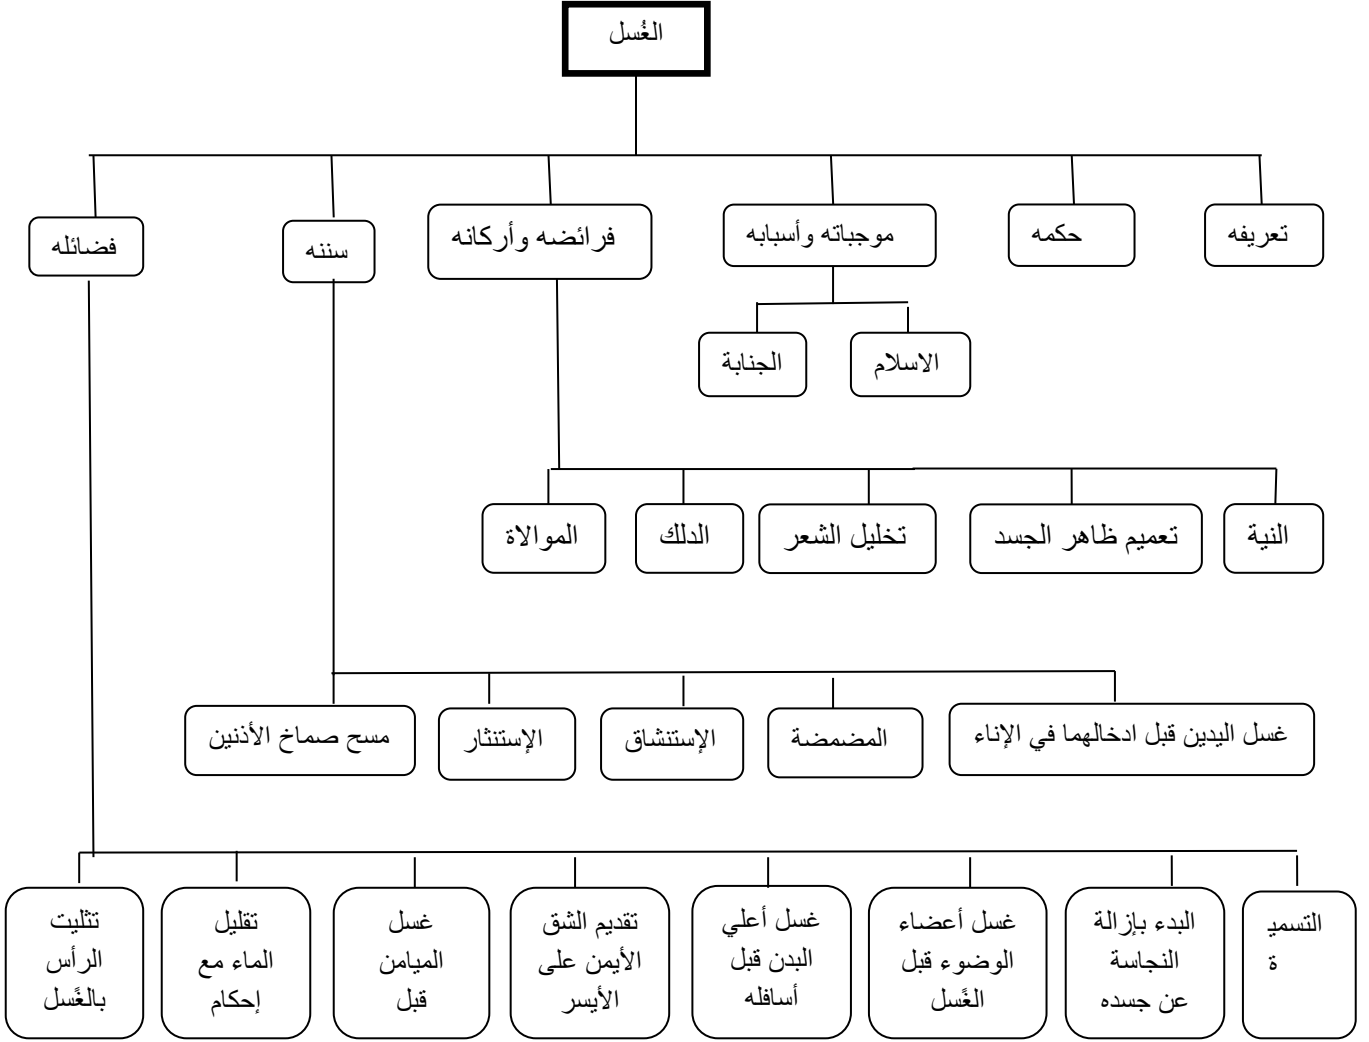 الغُسل
تعريفه
حكمه
موجباته وأسبابه
فرائضه وأركانه
سننه
فضائله
الاسلام
الجنابة
النية
تعميم ظاهر الجسد
تخليل الشعر
الدلك
الموالاة
غسل اليدين قبل ادخالهما في الإناء
المضمضة
الإستنشاق
الإستنثار
مسح صماخ الأذنين
التسمي
ة
البدء بإزالة
النجاسة
عن جسده
غسل أعضاء
الوضوء قبل
الغًسل
غسل أعلي
البدن قبل
أسافله
تقديم الشق
الأيمن على
الأيسر
غسل
الميامن
قبل
تقليل
الماء مع
إحكام
تثليت
الرأس
بالغًسل